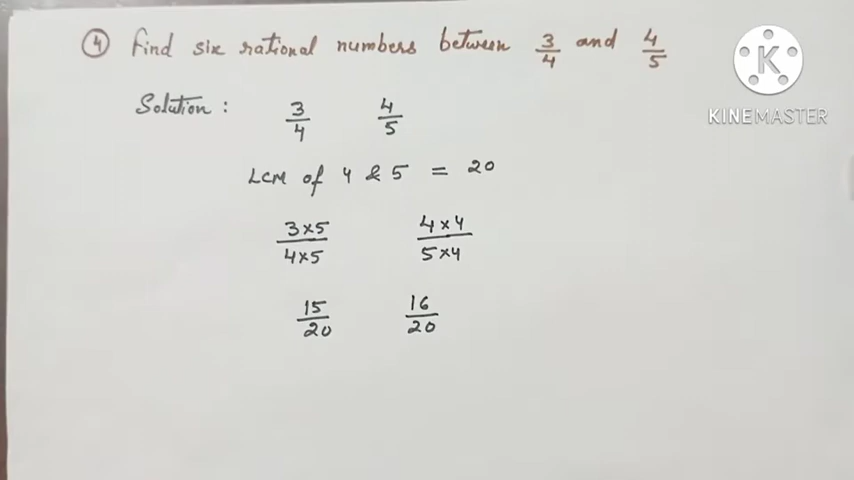 ④ Find six rational numbers between 3/4 and 4/5
K
KINEMASTER
Solution : 3/4 4/5
LCM of 4 & 5 = 20
3×5/4×5 4×4/5×4
15/20 16/20